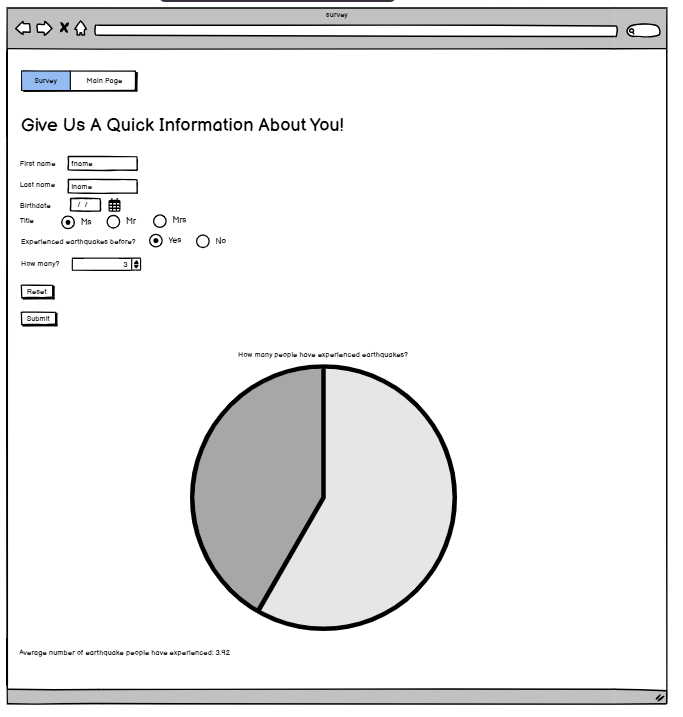 survey
Survey Main Page
Give Us A Quick Information About You!
First name fname
Last name lname
Birthdate / /
Title Ms Mr Mrs
Experienced earthquakes before? Yes No
How many? 3
Reset
Submit
How many people have experienced earthquakes?
Average number of earthquake people have experienced: 3.92